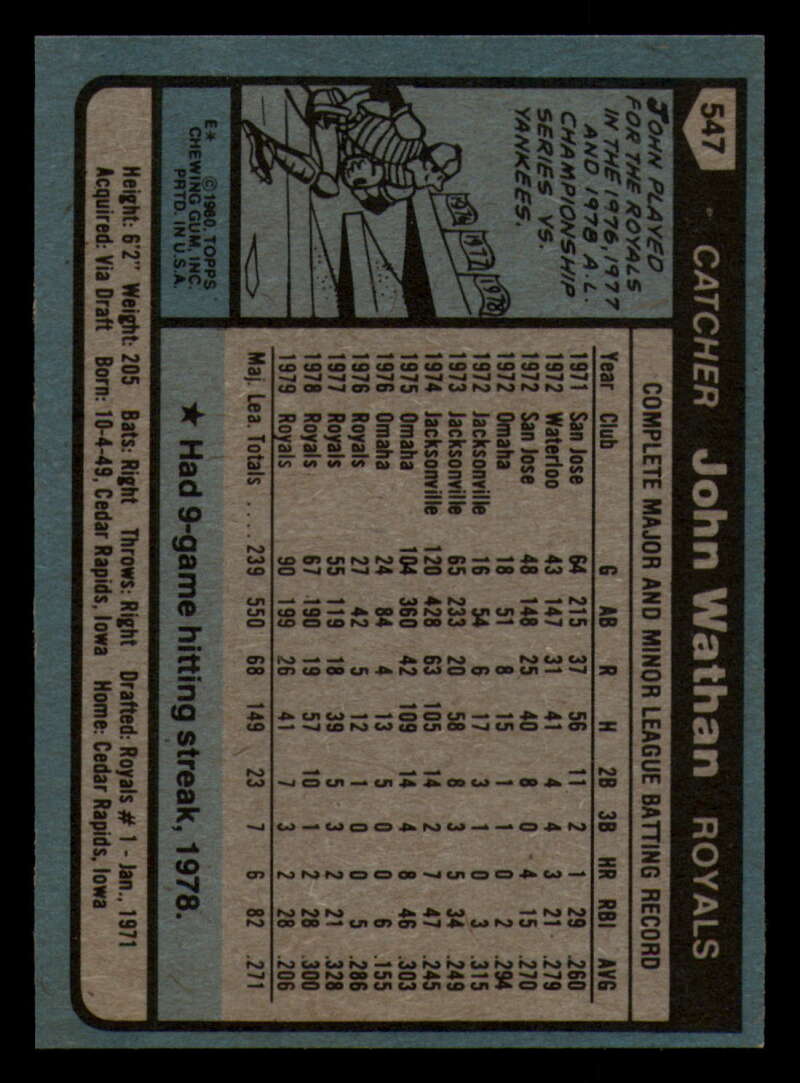 547
CATCHER John Wathan ROYALS
JOHN PLAYED
FOR THE ROYALS
IN THE 1976, 1977
AND 1978 A.L.
CHAMPIONSHIP
SERIES VS.
YANKEES.
1976 1977 1978
E* © 1980, TOPPS
CHEWING GUM, INC.
PRTD. IN U.S.A.
COMPLETE MAJOR AND MINOR LEAGUE BATTING RECORD
Year Club G AB R H 2B 3B HR RBI AVG
1971 San Jose 64 215 37 56 11 2 1 29 .260
1972 Waterloo 43 147 31 41 4 4 3 21 .279
1972 San Jose 48 148 25 40 8 0 4 15 .270
1972 Omaha 18 51 8 15 1 1 0 2 .294
1972 Jacksonville 16 54 6 17 3 1 0 3 .315
1973 Jacksonville 65 233 20 58 8 3 5 34 .249
1974 Jacksonville 120 428 63 105 14 2 7 47 .245
1975 Omaha 104 360 42 109 14 4 8 46 .303
1976 Omaha 24 84 4 13 5 0 0 6 .155
1976 Royals 27 42 5 12 1 0 0 5 .286
1977 Royals 55 119 18 39 5 3 2 21 .328
1978 Royals 67 190 19 57 10 1 2 28 .300
1979 Royals 90 199 26 41 7 3 2 28 .206
Maj. Lea. Totals .... 239 550 68 149 23 7 6 82 .271
★ Had 9-game hitting streak, 1978.
Height: 6'2" Weight: 205 Bats: Right Throws: Right Drafted: Royals # 1 - Jan., 1971
Acquired: Via Draft Born: 10-4-49, Cedar Rapids, Iowa Home: Cedar Rapids, Iowa